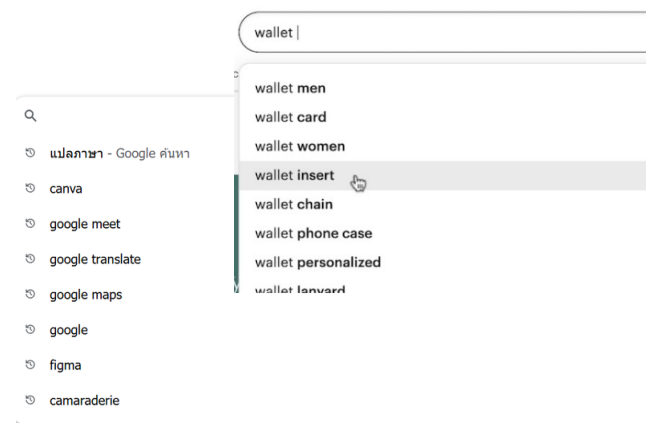 wallet
wallet men
wallet card
wallet women
wallet insert
wallet chain
wallet phone case
wallet personalized
wallet lanyard
แปลภาษา - Google ค้นหา
canva
google meet
google translate
google maps
google
figma
camaraderie